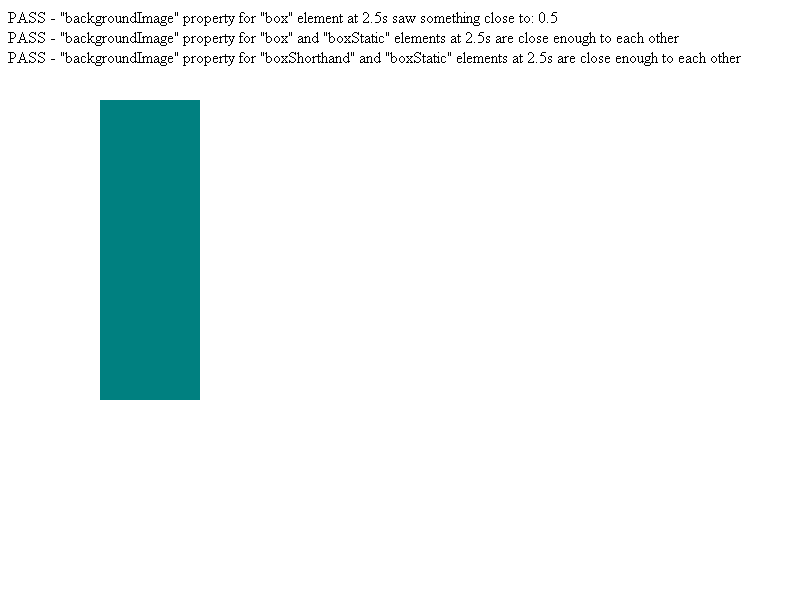 PASS - "backgroundImage" property for "box" element at 2.5s saw something close to: 0.5
PASS - "backgroundImage" property for "box" and "boxStatic" elements at 2.5s are close enough to each other
PASS - "backgroundImage" property for "boxShorthand" and "boxStatic" elements at 2.5s are close enough to each other